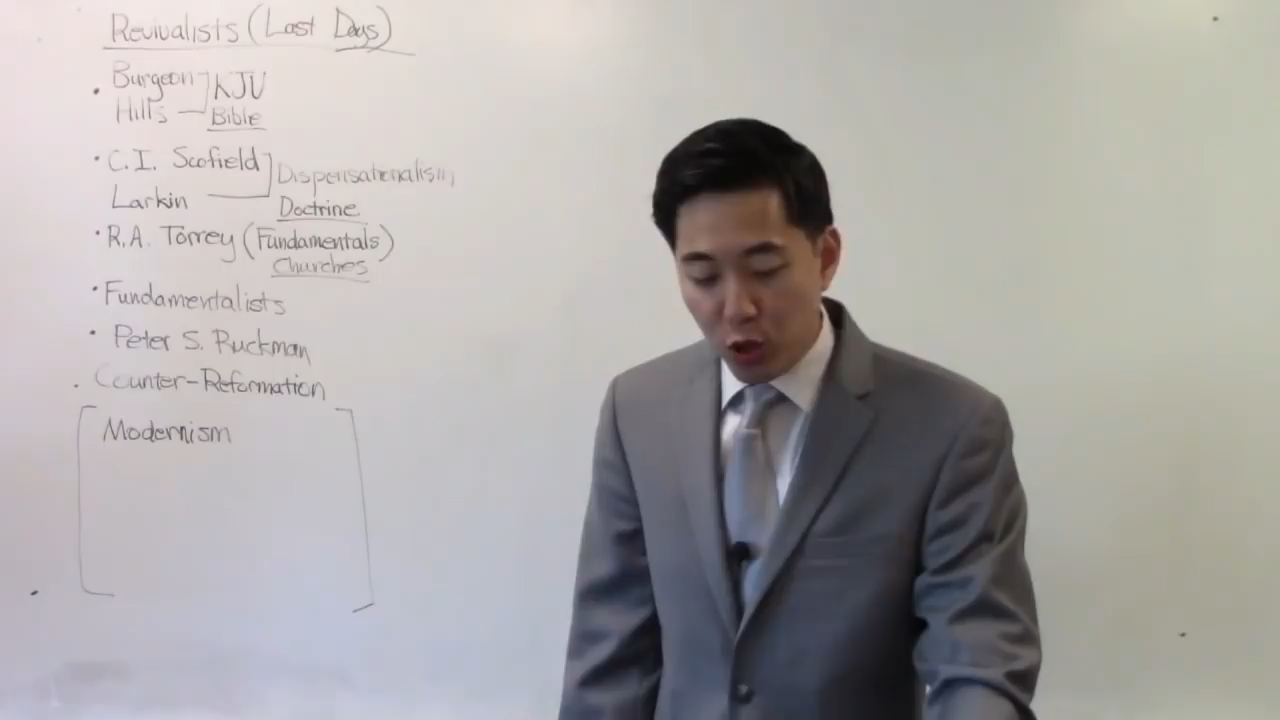 Revivalists (Last Days)
• Burgeon KJV
Hills Bible
• C.I. Scofield Dispensationalism,
Larkin Doctrine
• R.A. Torrey (Fundamentals)
Churches
• Fundamentalists
• Peter S. Ruckman
• Counter-Reformation
Modernism